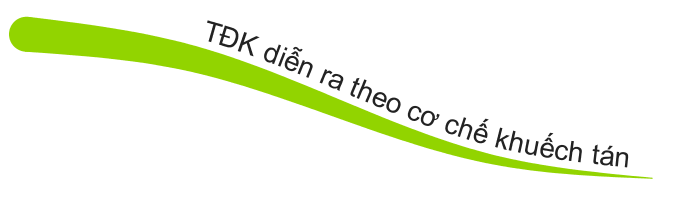 TĐK diễn ra theo cơ chế khuếch tán